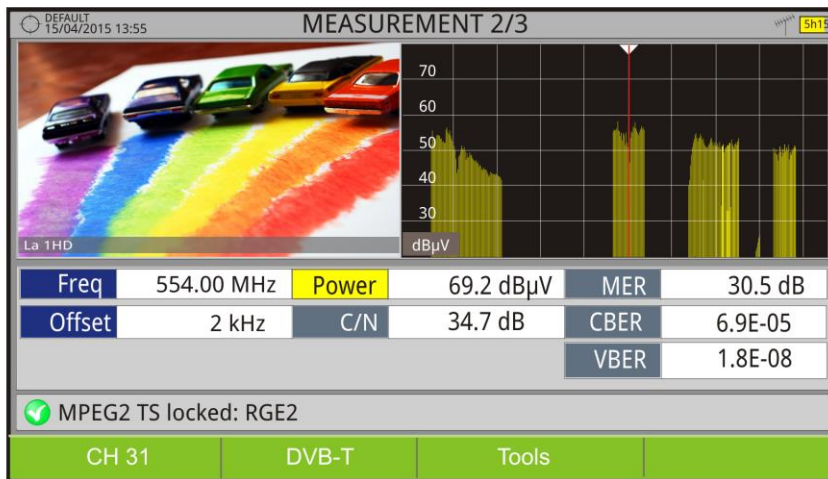 DEFAULT
15/04/2015 13:55
MEASUREMENT 2/3
5h15
70
60
50
40
30
dBµV
La 1HD
Freq 554.00 MHz Power 69.2 dBµV MER 30.5 dB
Offset 2 kHz C/N 34.7 dB CBER 6.9E-05
VBER 1.8E-08
MPEG2 TS locked: RGE2
CH 31 DVB-T Tools